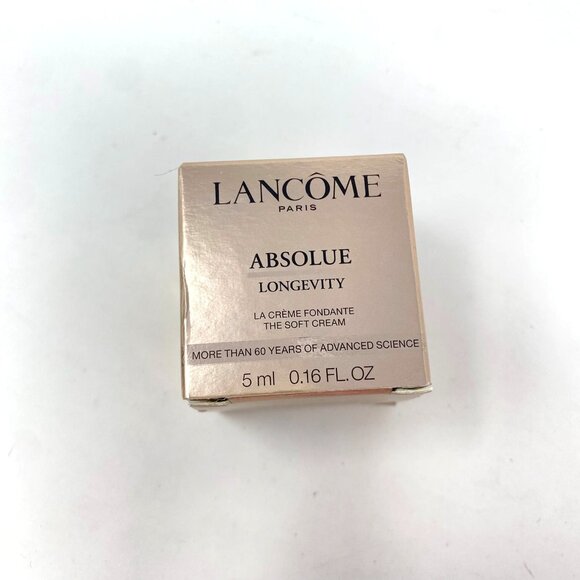 LANCÔME
PARIS
ABSOLUE
LONGEVITY
LA CRÈME FONDANTE
THE SOFT CREAM
MORE THAN 60 YEARS OF ADVANCED SCIENCE
5 ml 0.16 FL.OZ